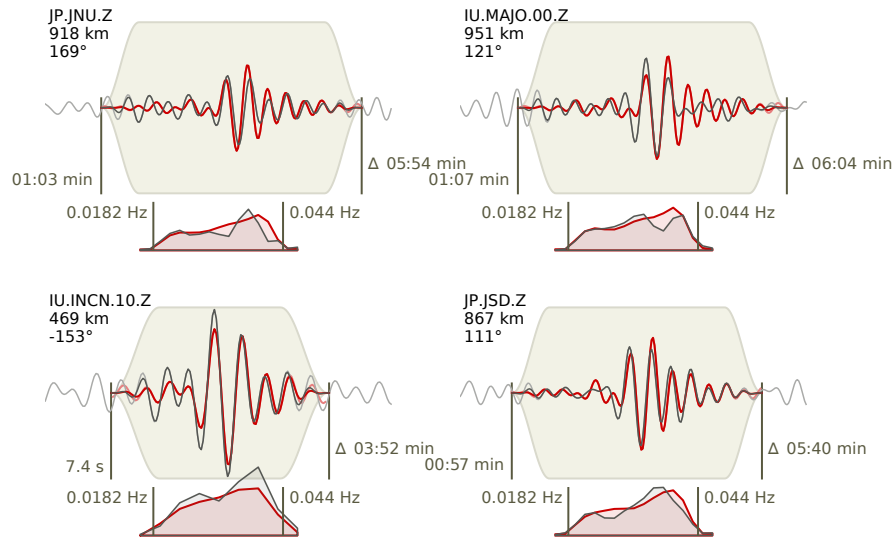 JP.JNU.Z
918 km
169°
01:03 min
Δ 05:54 min
0.0182 Hz
0.044 Hz
IU.MAJO.00.Z
951 km
121°
01:07 min
Δ 06:04 min
0.0182 Hz
0.044 Hz
IU.INCN.10.Z
469 km
-153°
7.4 s
Δ 03:52 min
0.0182 Hz
0.044 Hz
JP.JSD.Z
867 km
111°
00:57 min
Δ 05:40 min
0.0182 Hz
0.044 Hz